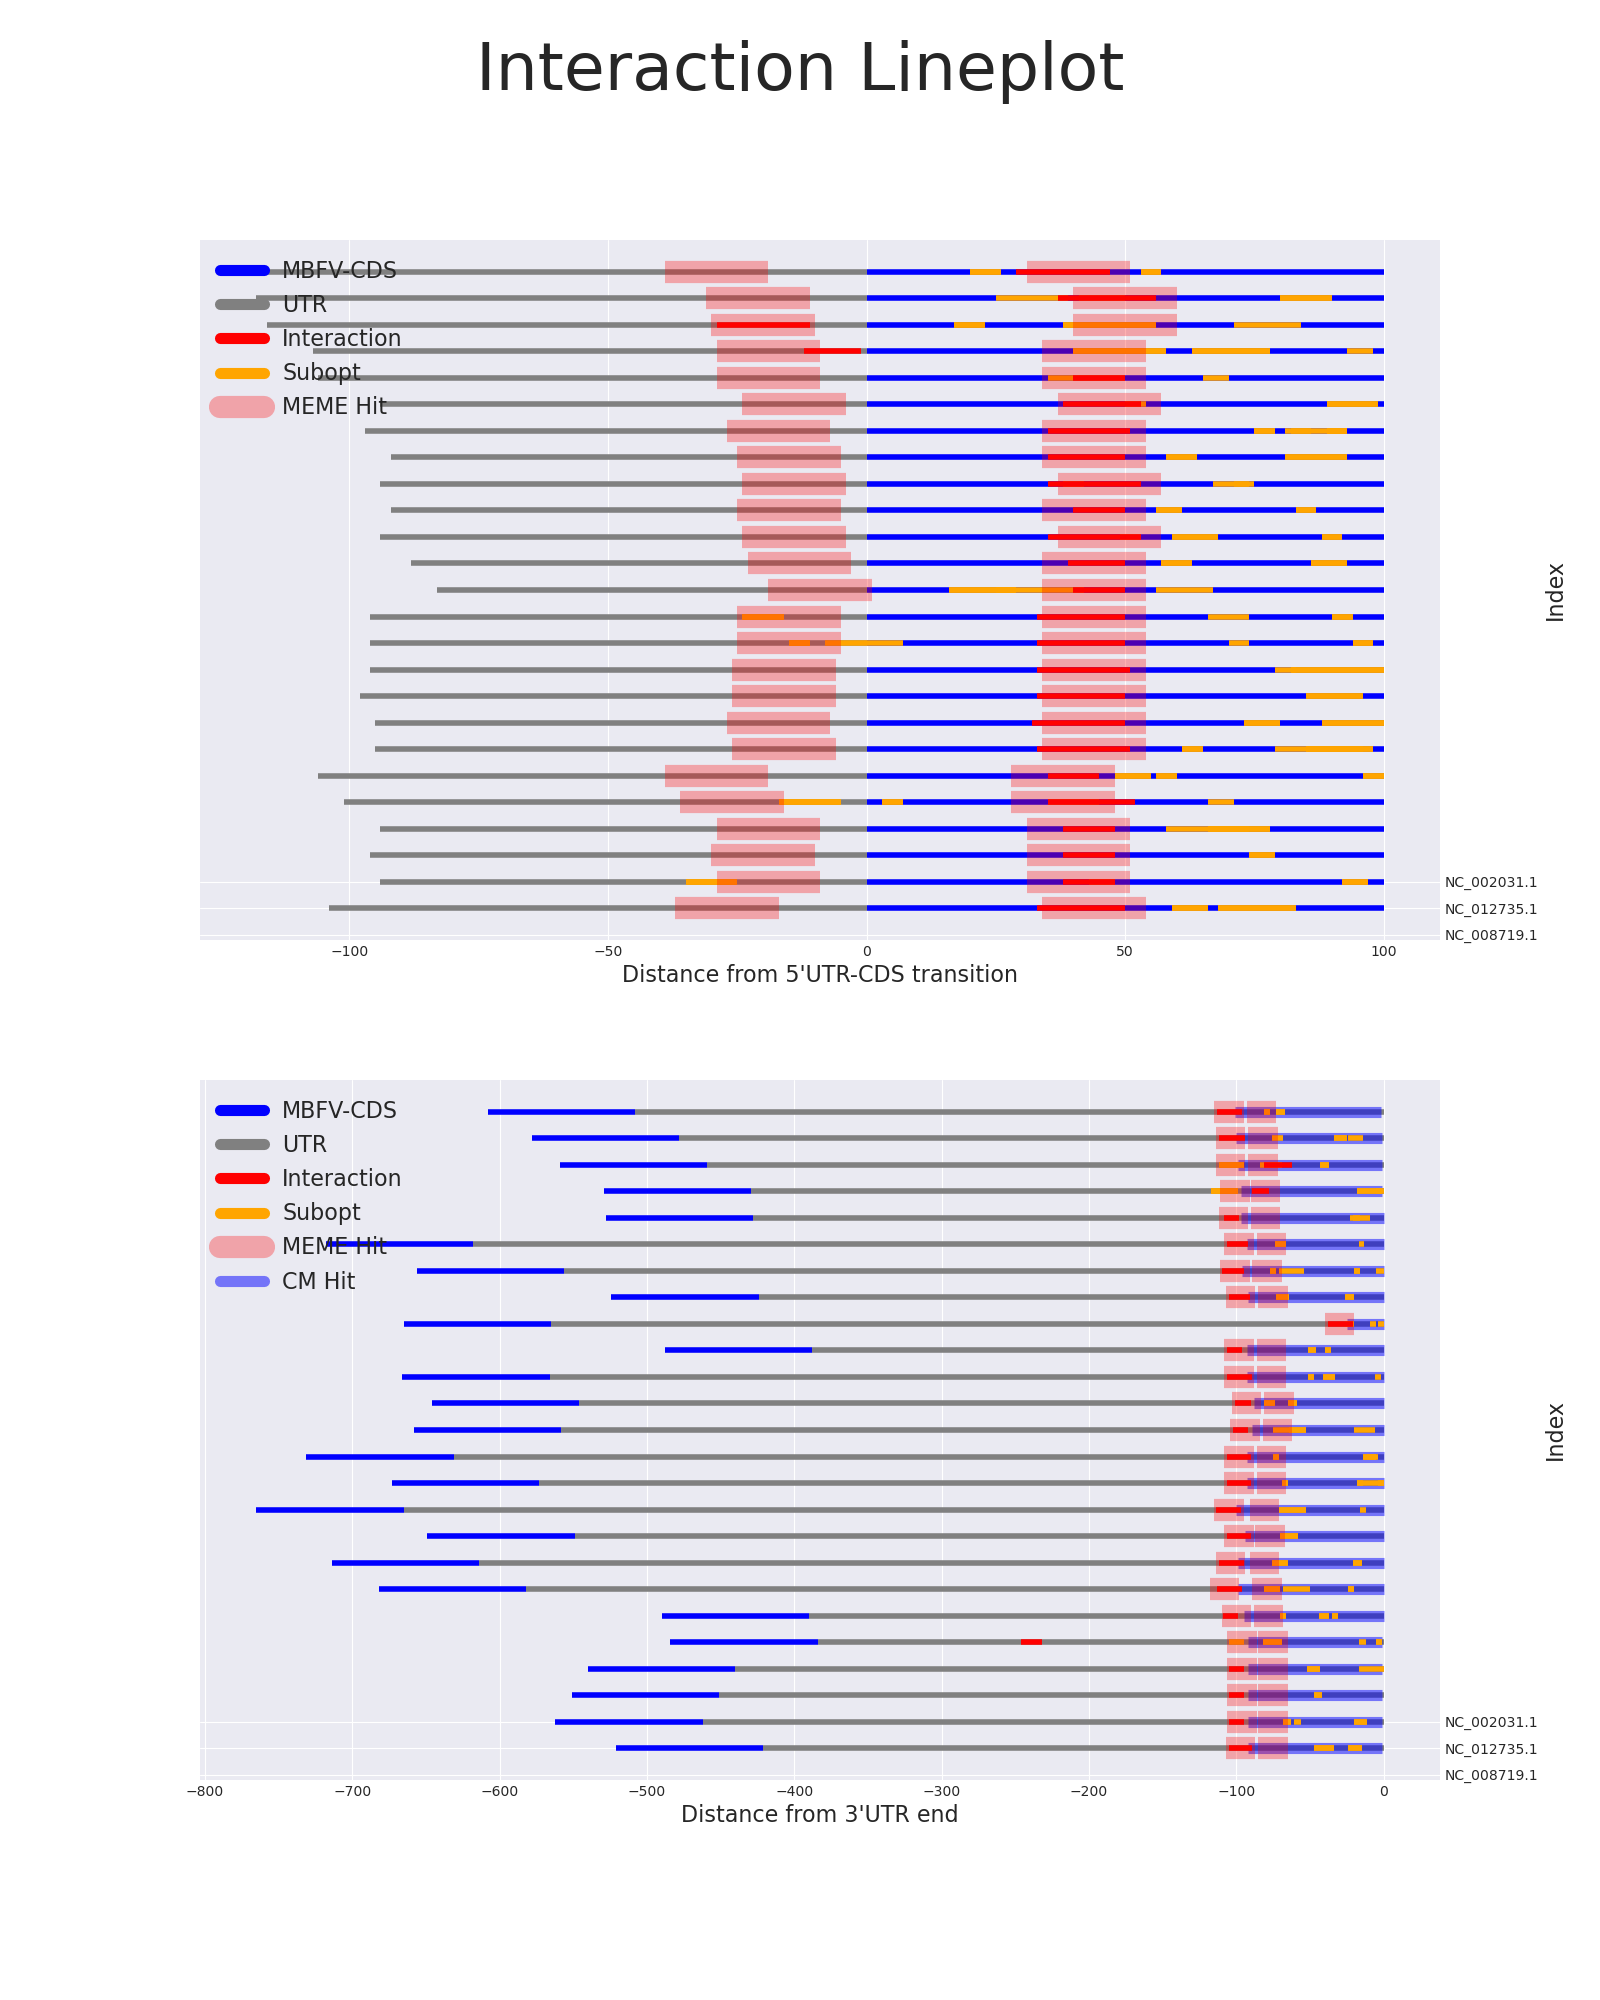 Interaction Lineplot
MBFV-CDS
UTR
Interaction
Subopt
MEME Hit
Index
NC_002031.1
NC_012735.1
NC_008719.1
−100
−50
0
50
100
Distance from 5'UTR-CDS transition
MBFV-CDS
UTR
Interaction
Subopt
MEME Hit
CM Hit
Index
NC_002031.1
NC_012735.1
NC_008719.1
−800
−700
−600
−500
−400
−300
−200
−100
0
Distance from 3'UTR end